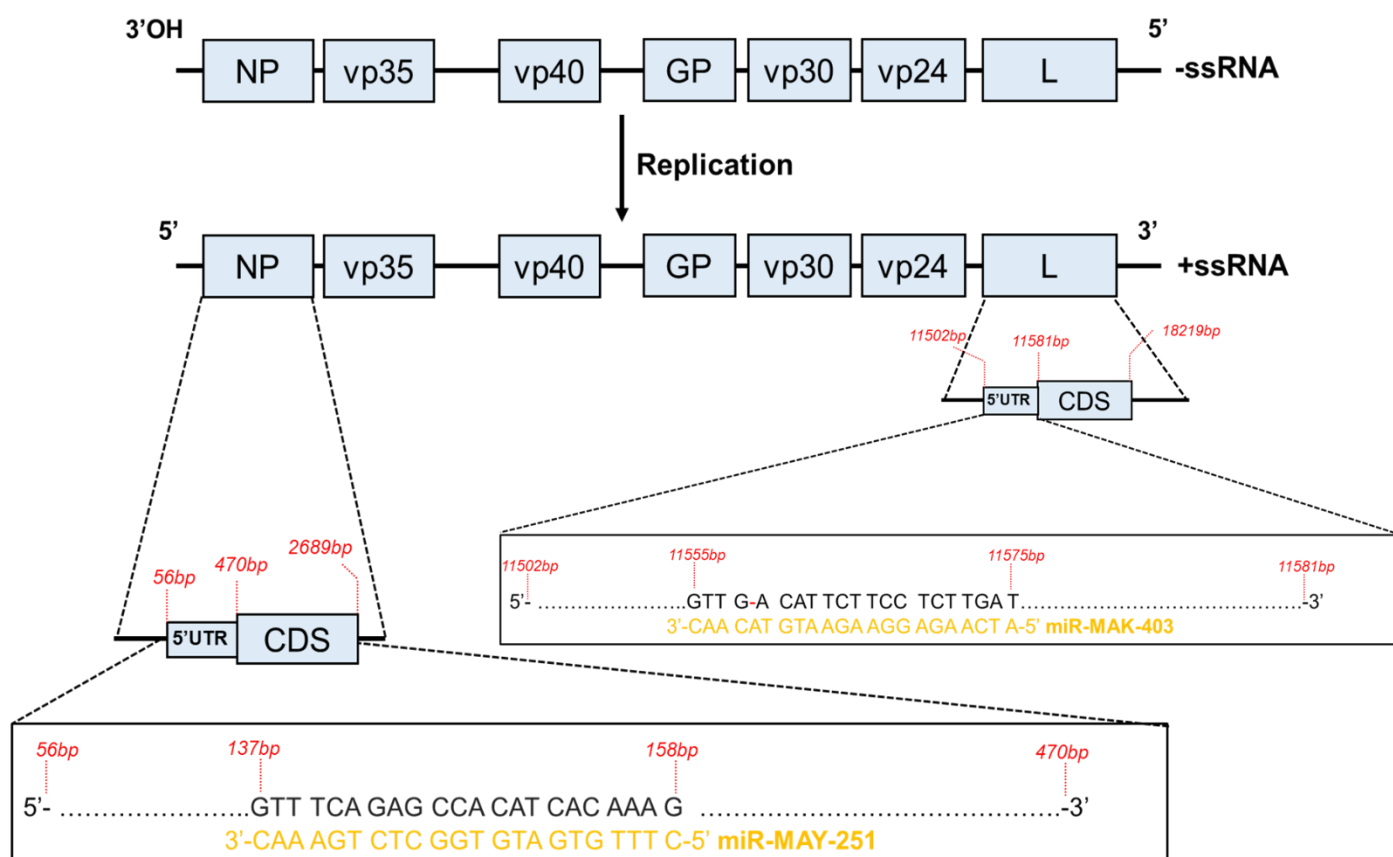 3’OH 5’
NP vp35 vp40 GP vp30 vp24 L -ssRNA
Replication
5’ 3’
NP vp35 vp40 GP vp30 vp24 L +ssRNA
11502bp 11581bp 18219bp
5’UTR CDS
11555bp 11575bp
11502bp 11581bp
5’- ........................GTT G-A CAT TCT TCC TCT TGA T.........................................-3’
3’-CAA CAT GTA AGA AGG AGA ACT A-5’ miR-MAK-403
56bp 470bp 2689bp
5’UTR CDS
56bp 137bp 158bp 470bp
5’- ........................GTT TCA GAG CCA CAT CAC AAA G ..............................................-3’
3’-CAA AGT CTC GGT GTA GTG TTT C-5’ miR-MAY-251